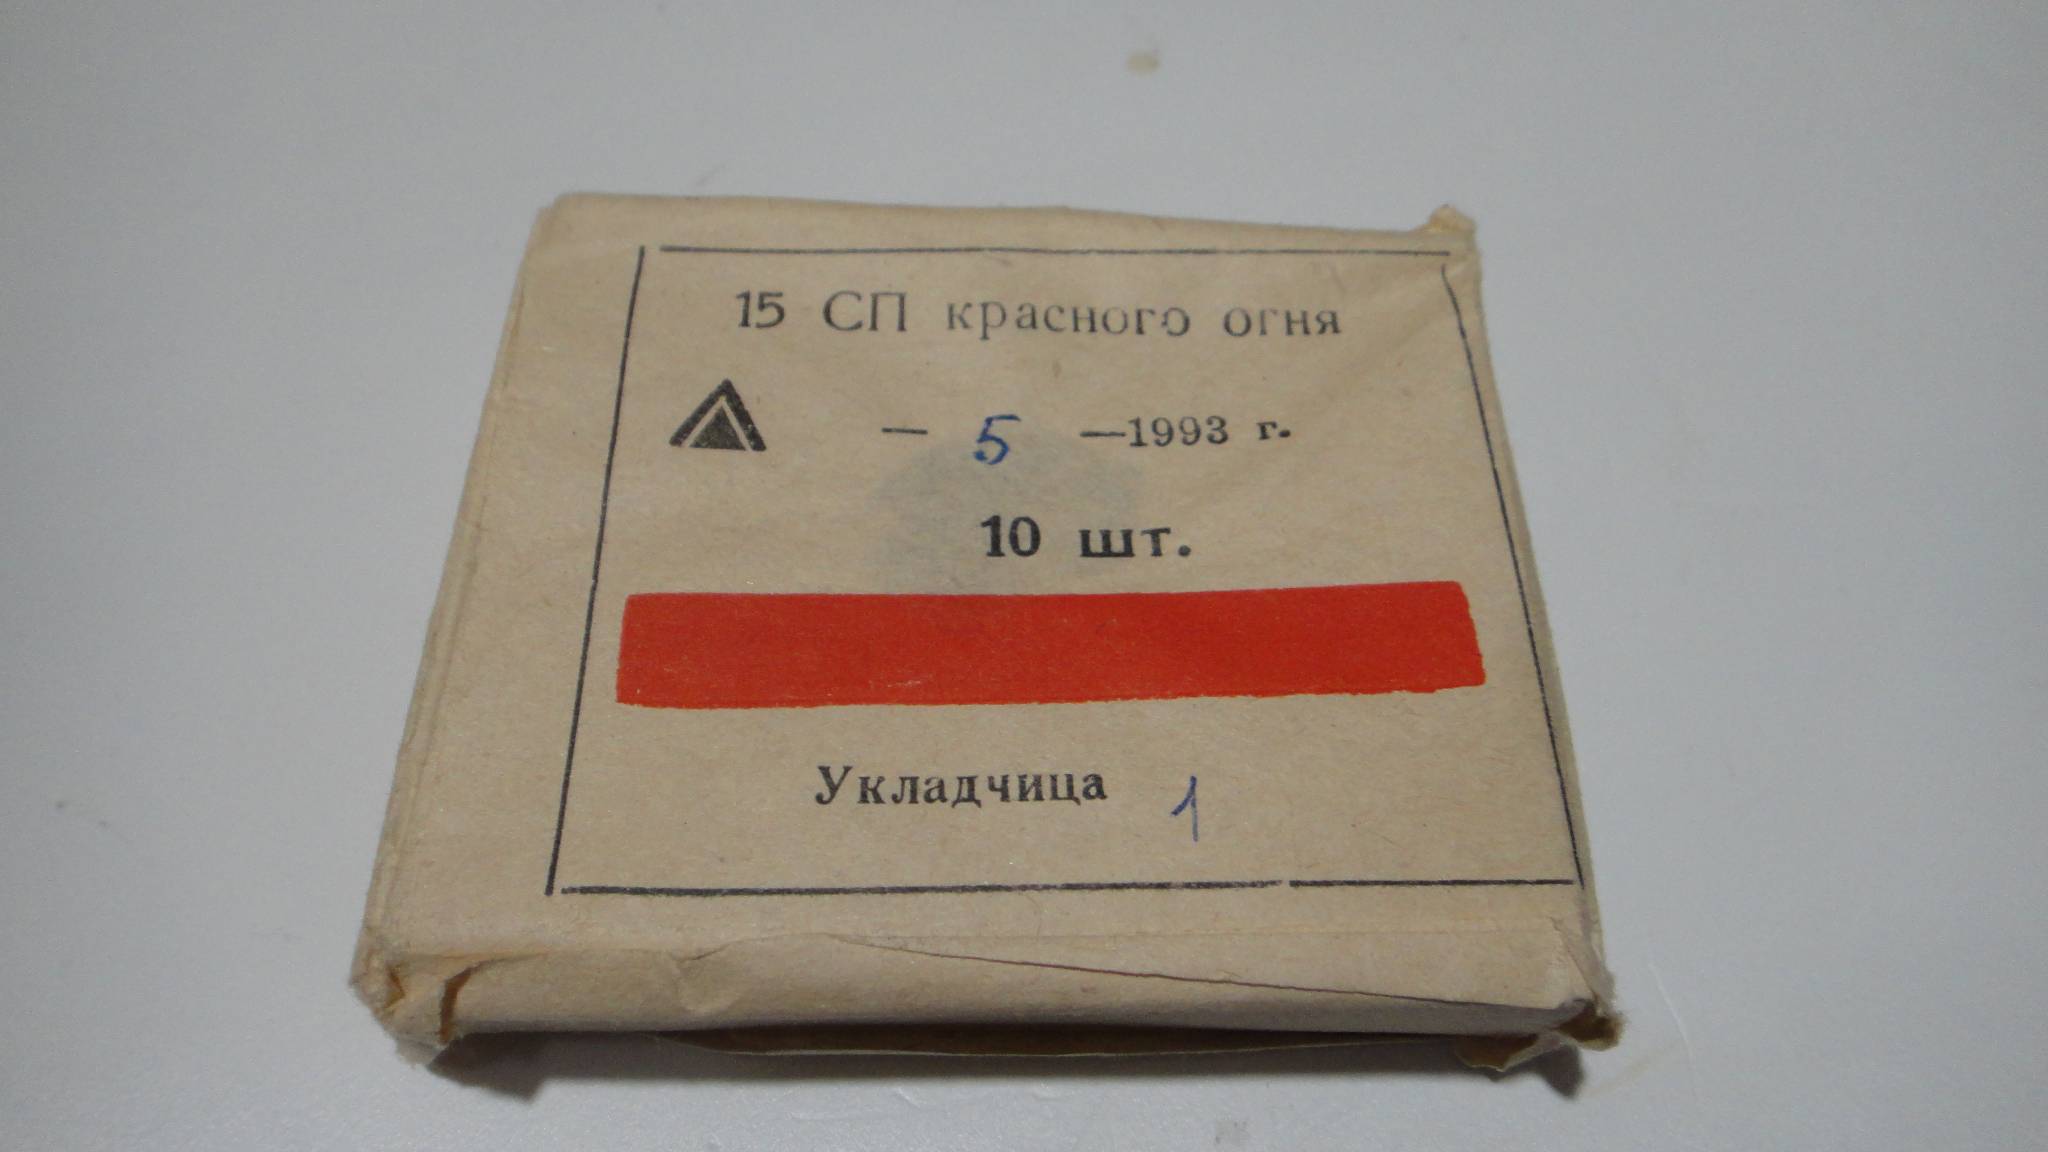 15 СП красного огня
— 5 —1993 г.
10 шт.
Укладчица 1